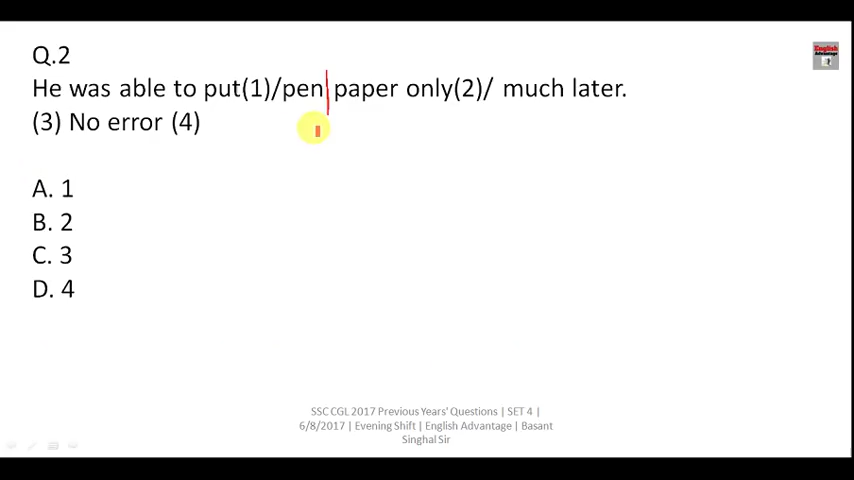 English
Advantage
Q.2
He was able to put(1)/pen paper only(2)/ much later.
(3) No error (4)
A. 1
B. 2
C. 3
D. 4
SSC CGL 2017 Previous Years' Questions | SET 4 |
6/8/2017 | Evening Shift | English Advantage | Basant
Singhal Sir